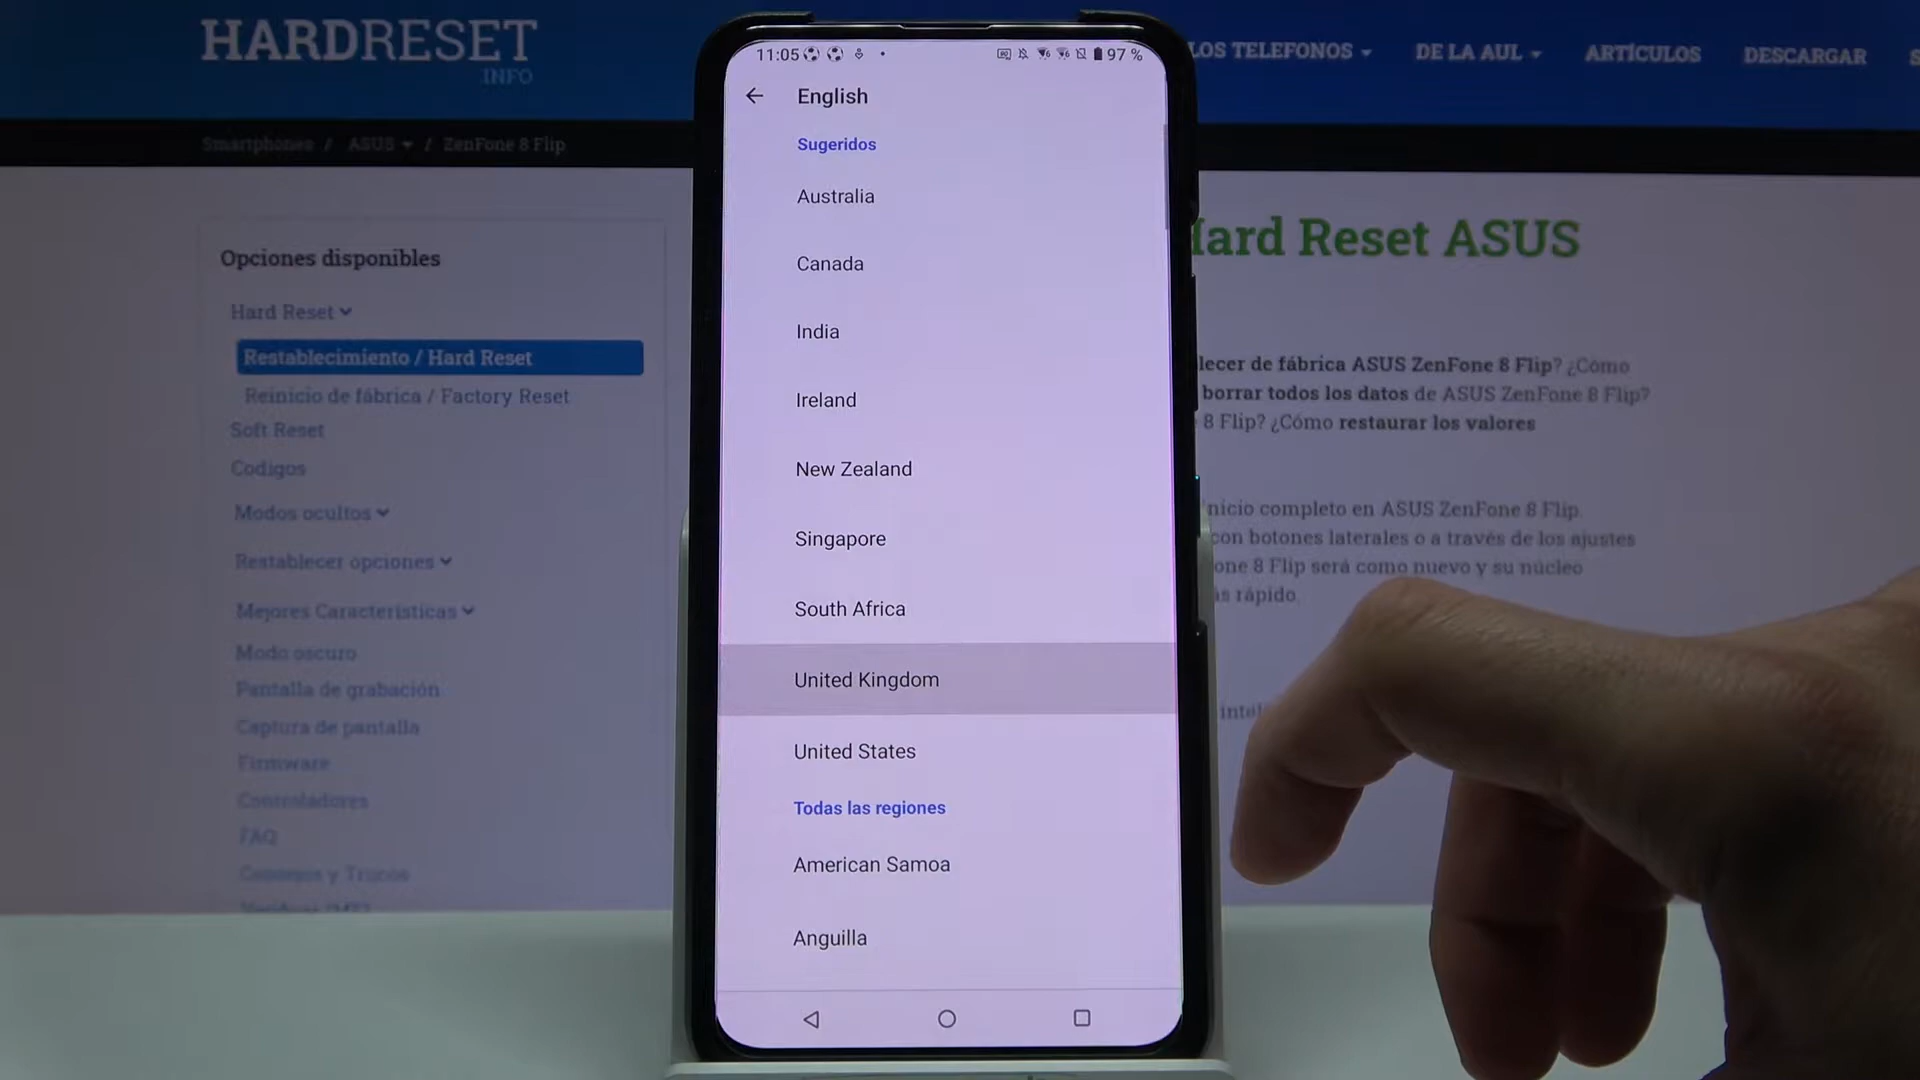 HARDRESET
.INFO
LOS TELEFONOS
DE LA AUL
ARTÍCULOS
DESCARGAR
S
Smartphones / ASUS / ZenFone 8 Flip
Opciones disponibles
Hard Reset
Restablecimiento / Hard Reset
Reinicio de fábrica / Factory Reset
Soft Reset
Codigos
Modos ocultos
Restablecer opciones
Mejores Características
Modo oscuro
Pantalla de grabación
Captura de pantalla
Firmware
Controladores
FAQ
Consejos y Trucos
11:05
97 %
English
Sugeridos
Australia
Canada
India
Ireland
New Zealand
Singapore
South Africa
United Kingdom
United States
Todas las regiones
American Samoa
Anguilla
Hard Reset ASUS
lecer de fábrica ASUS ZenFone 8 Flip? ¿Cómo
borrar todos los datos de ASUS ZenFone 8 Flip?
8 Flip? ¿Cómo restaurar los valores
nicio completo en ASUS ZenFone 8 Flip.
con botones laterales o a través de los ajustes
one 8 Flip será como nuevo y su núcleo
ás rápido.